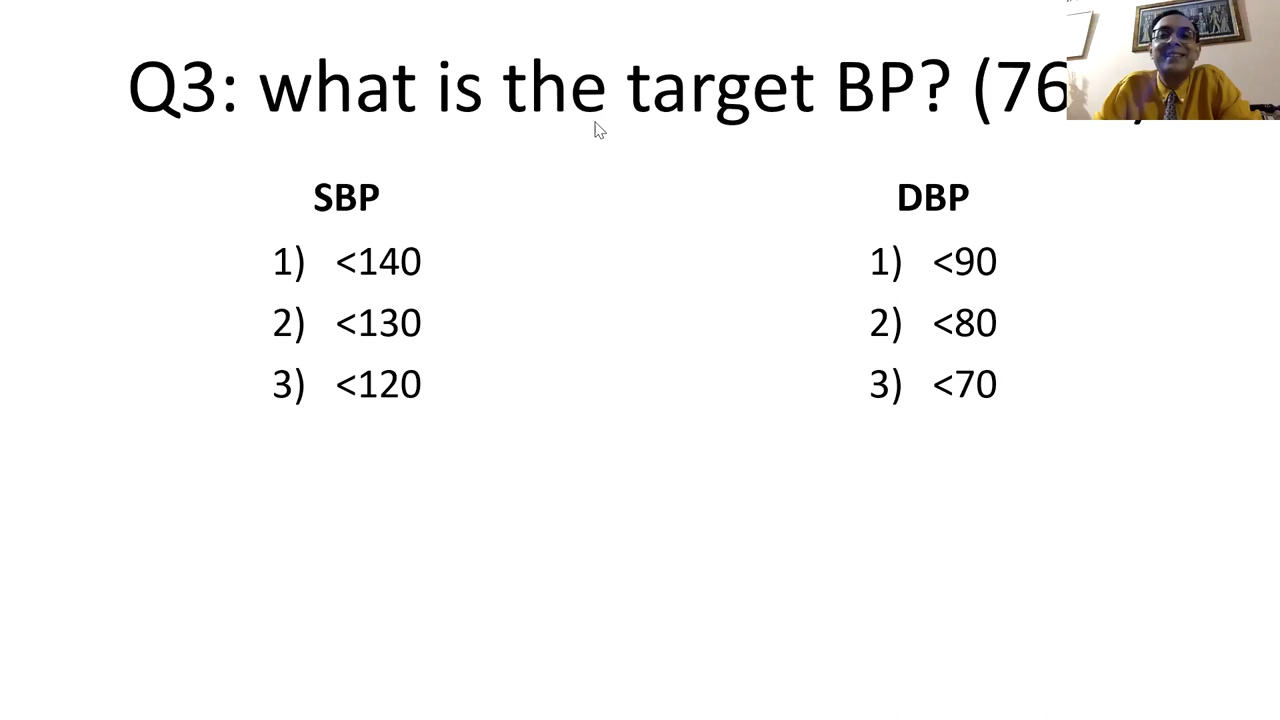 Q3: what is the target BP? (76
SBP
1) <140
2) <130
3) <120
DBP
1) <90
2) <80
3) <70